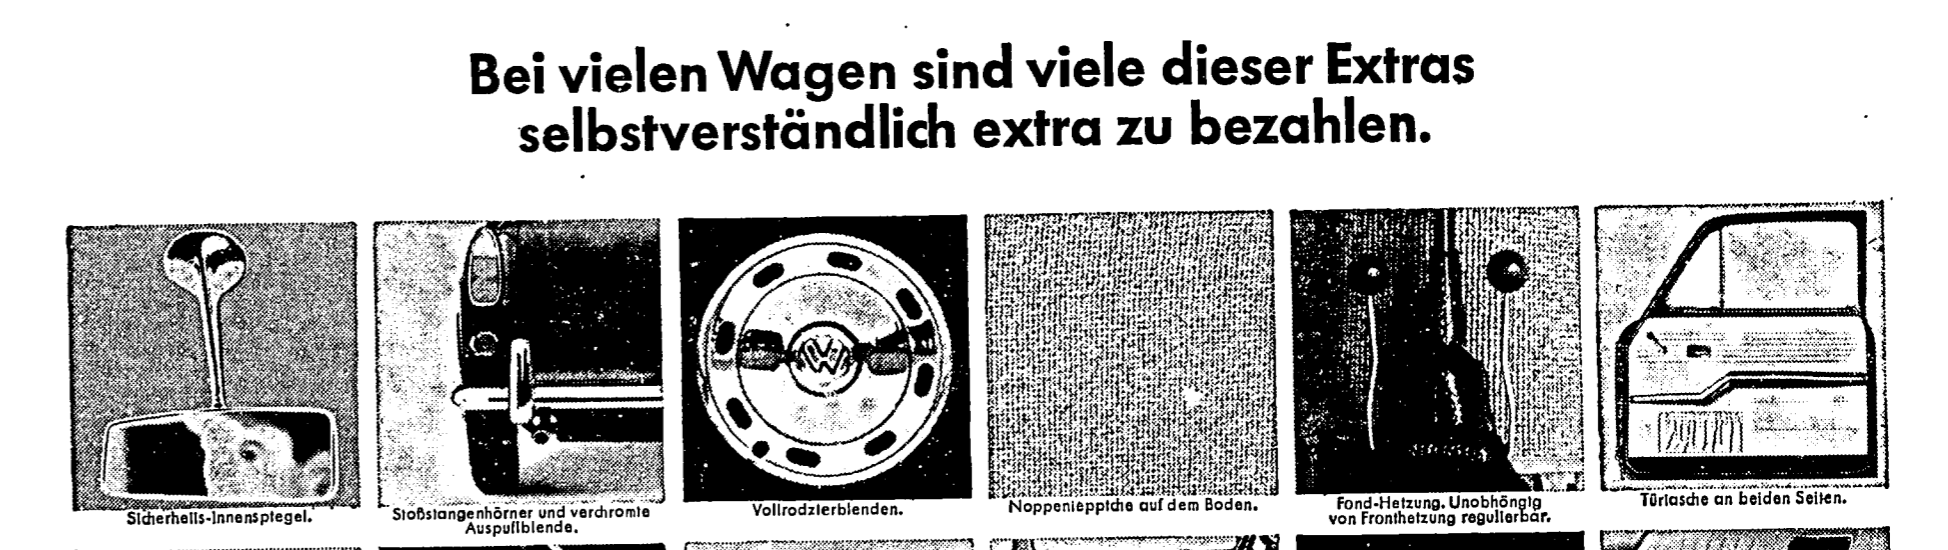 Bei vielen Wagen sind viele dieser Extras
selbstverständlich extra zu bezahlen.
Sicherheits-Innenspiegel.
Stoßstangenhörner und verchromte
Auspuffblende.
Vollradzierblenden.
Noppenteppiche auf dem Boden.
Fond-Heizung. Unabhängig
von Frontheizung regulierbar.
Türtasche an beiden Seiten.